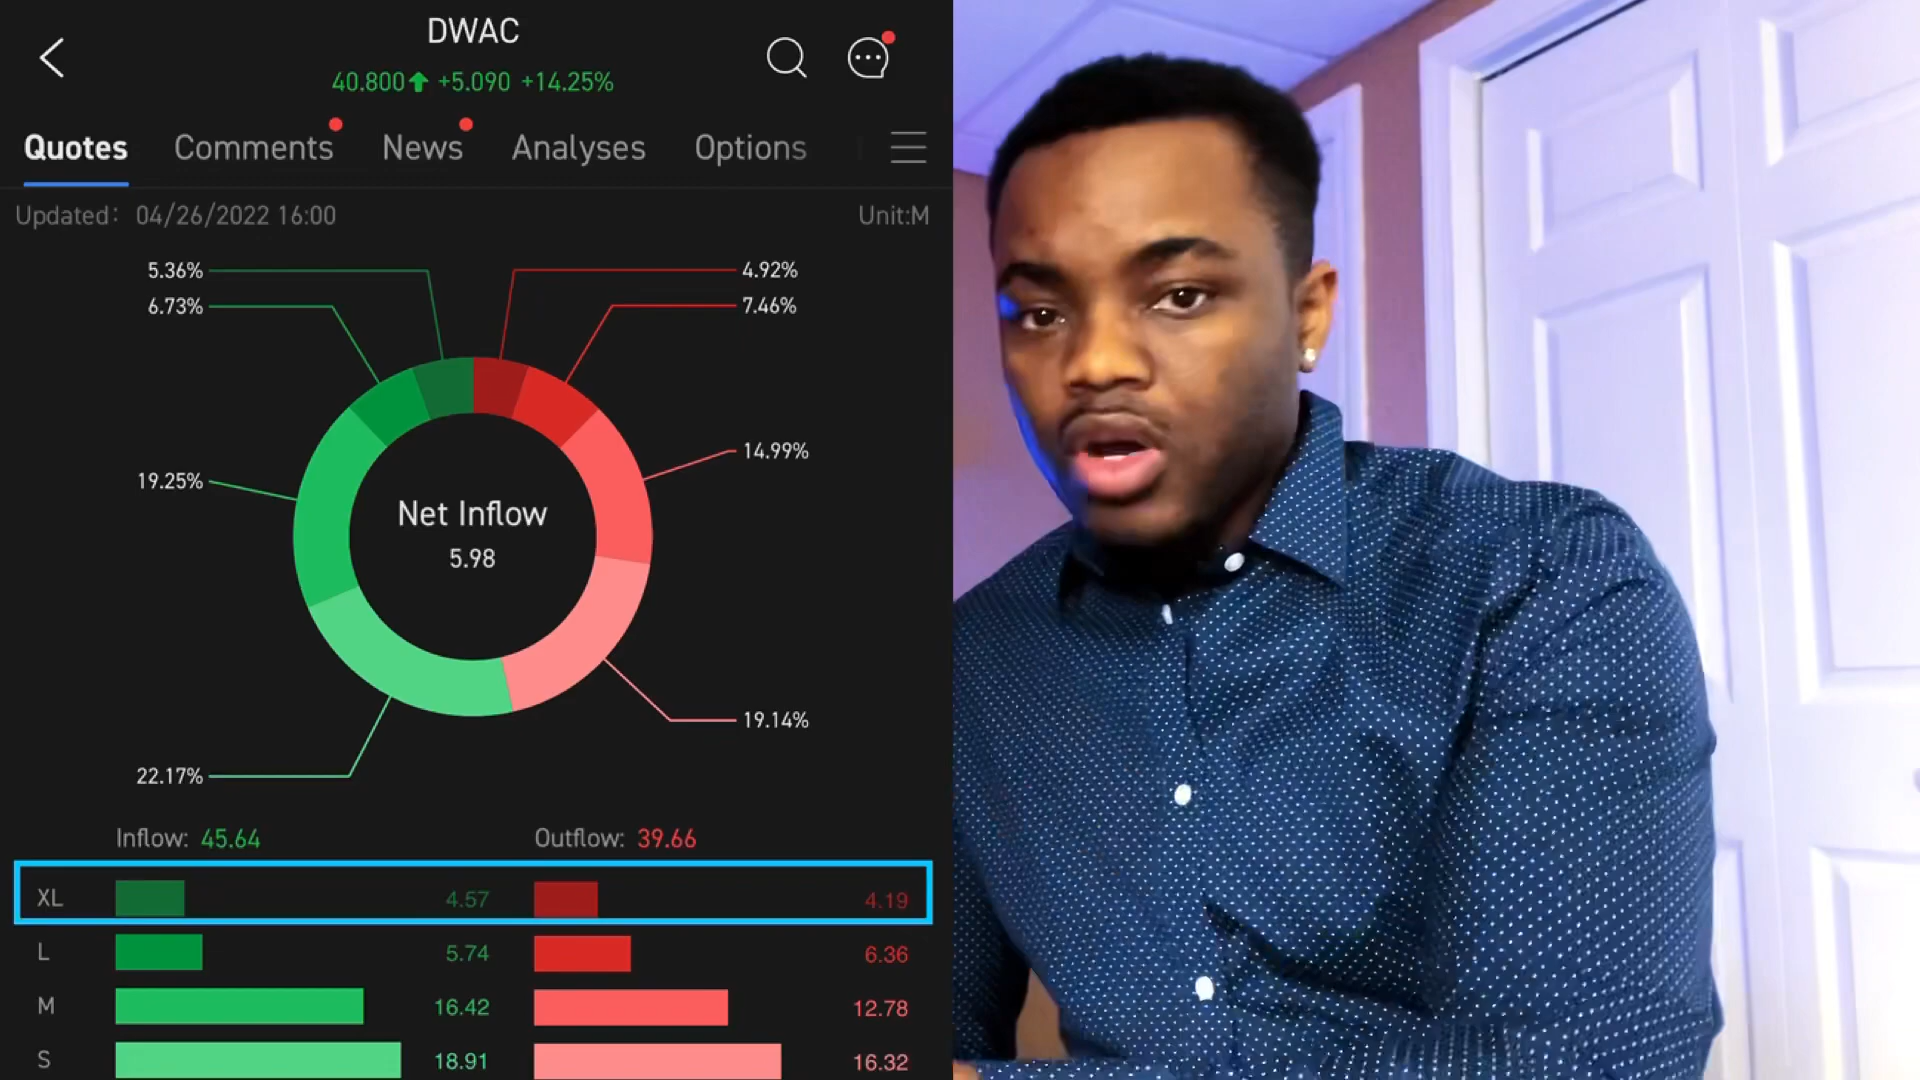 DWAC
40.800 +5.090 +14.25%
Quotes Comments News Analyses Options
Updated: 04/26/2022 16:00 Unit:M
5.36% 4.92%
6.73% 7.46%
14.99%
19.25%
Net Inflow
5.98
19.14%
22.17%
Inflow: 45.64 Outflow: 39.66
XL 4.57 4.19
L 5.74 6.36
M 16.42 12.78
S 18.91 16.32